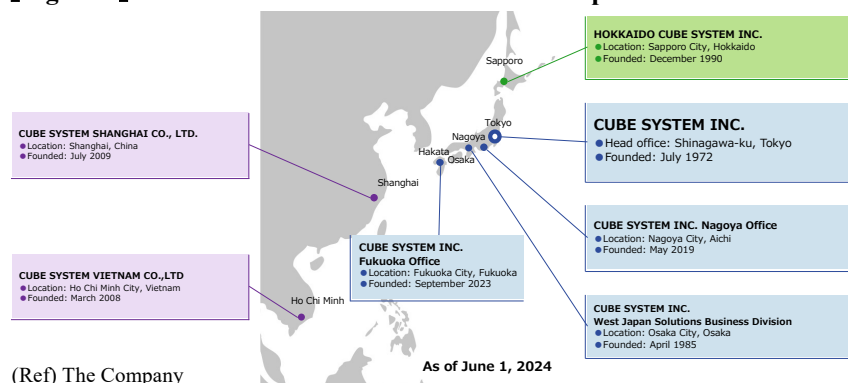 HOKKAIDO CUBE SYSTEM INC.
●Location: Sapporo City, Hokkaido
●Founded: December 1990
Sapporo
CUBE SYSTEM SHANGHAI CO., LTD.
●Location: Shanghai, China
●Founded: July 2009
Tokyo
Nagoya
Hakata
Osaka
CUBE SYSTEM INC.
●Head office: Shinagawa-ku, Tokyo
●Founded: July 1972
Shanghai
CUBE SYSTEM INC. Nagoya Office
●Location: Nagoya City, Aichi
●Founded: May 2019
CUBE SYSTEM INC.
Fukuoka Office
●Location: Fukuoka City, Fukuoka
●Founded: September 2023
CUBE SYSTEM VIETNAM CO.,LTD
●Location: Ho Chi Minh City, Vietnam
●Founded: March 2008
Ho Chi Minh
CUBE SYSTEM INC.
West Japan Solutions Business Division
●Location: Osaka City, Osaka
●Founded: April 1985
As of June 1, 2024
(Ref) The Company